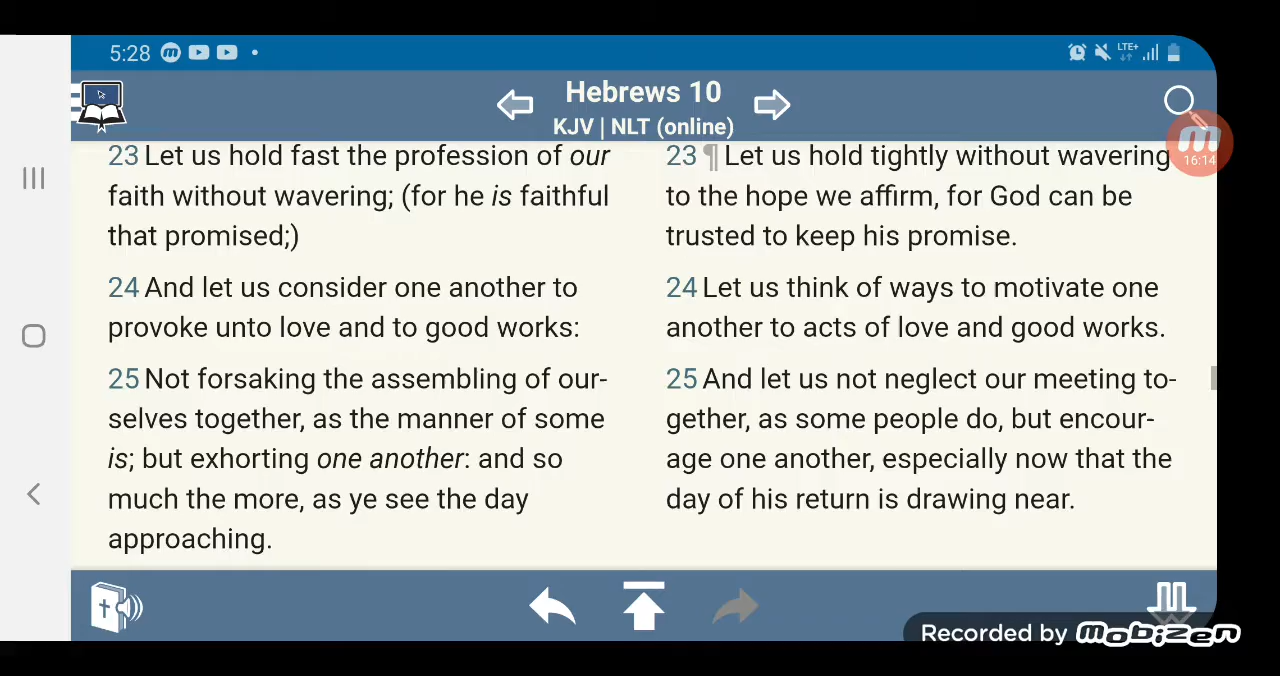 5:28
LTE+
Hebrews 10
KJV | NLT (online)
16:14
23 Let us hold fast the profession of our
faith without wavering; (for he is faithful
that promised;)
24 And let us consider one another to
provoke unto love and to good works:
25 Not forsaking the assembling of our-
selves together, as the manner of some
is; but exhorting one another: and so
much the more, as ye see the day
approaching.
23 ¶ Let us hold tightly without wavering
to the hope we affirm, for God can be
trusted to keep his promise.
24 Let us think of ways to motivate one
another to acts of love and good works.
25 And let us not neglect our meeting to-
gether, as some people do, but encour-
age one another, especially now that the
day of his return is drawing near.
Recorded by Mobizen